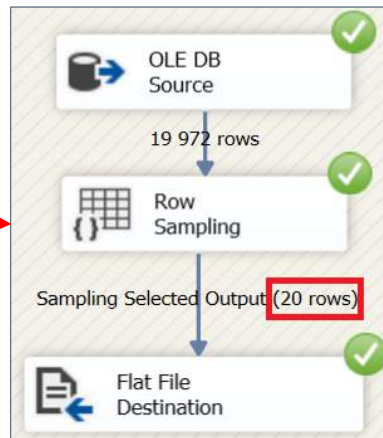 OLE DB
Source
19 972 rows
Row
Sampling
Sampling Selected Output (20 rows)
Flat File
Destination